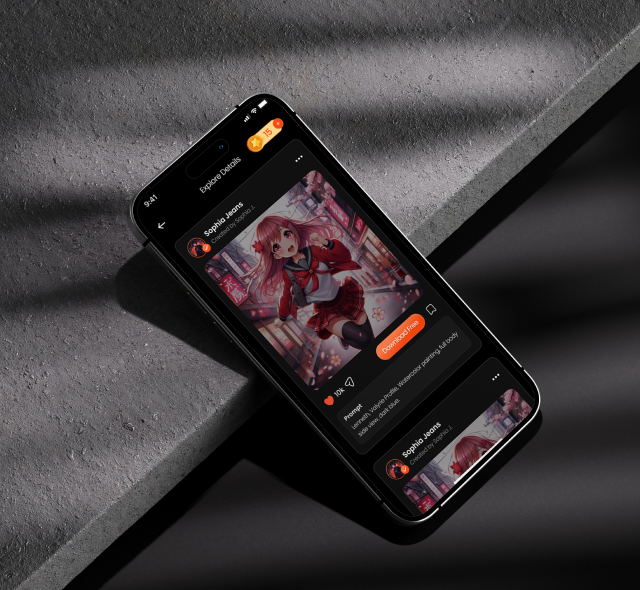 9:41
Explore Details
15
Sophia Jeans
Created by Sophia J.
10k
Download Free
Prompt
Lenneth, Valyrie Profile, Watercolor painting, full body
side view, dark blue.
Sophia Jeans
Created by Sophia J.